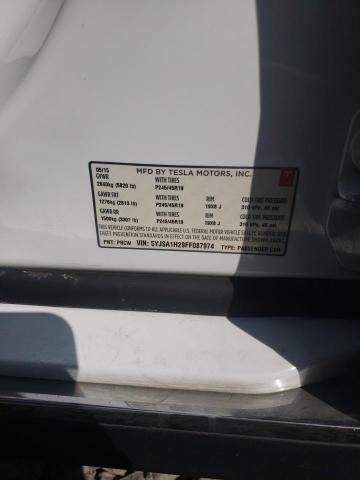 05/15 MFD BY TESLA MOTORS, INC.
GVWR WITH TIRES
2640kg (5820 lb) P245/45R19
GAWR FRT WITH TIRES RIM COLD TIRE PRESSURE
1276kg (2813 lb) P245/45R19 19X8 J 310 kPa, 45 psi
GAWR RR WITH TIRES RIM COLD TIRE PRESSURE
1500kg (3307 lb) P245/45R19 19X8 J 310 kPa, 45 psi
THIS VEHICLE CONFORMS TO ALL APPLICABLE U.S. FEDERAL MOTOR VEHICLE SAFETY, BUMPER, AND
THEFT PREVENTION STANDARDS IN EFFECT ON THE DATE OF MANUFACTURE SHOWN ABOVE.
PNT: PBCW VIN: 5YJSA1H29FF087974 TYPE: PASSENGER CAR